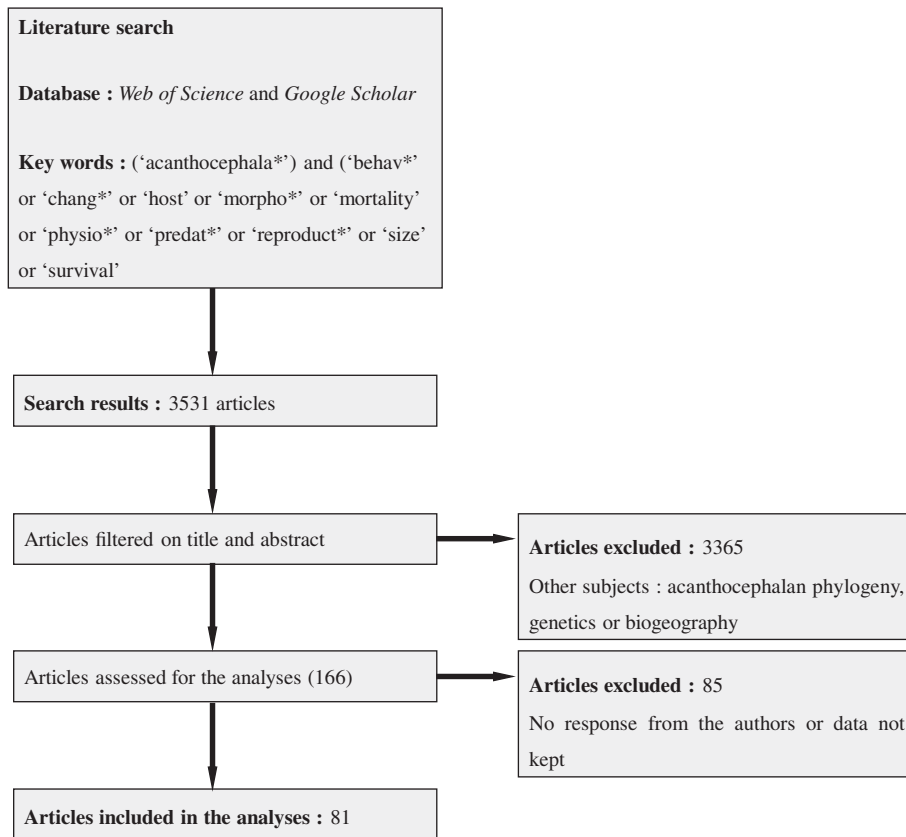 Literature search
Database : Web of Science and Google Scholar
Key words : (‘acanthocephala*’) and (‘behav*’
or ‘chang*’ or ‘host’ or ‘morpho*’ or ‘mortality’
or ‘physio*’ or ‘predat*’ or ‘reproduct*’ or ‘size’
or ‘survival’
Search results : 3531 articles
Articles filtered on title and abstract
Articles excluded : 3365
Other subjects : acanthocephalan phylogeny,
genetics or biogeography
Articles assessed for the analyses (166)
Articles excluded : 85
No response from the authors or data not
kept
Articles included in the analyses : 81